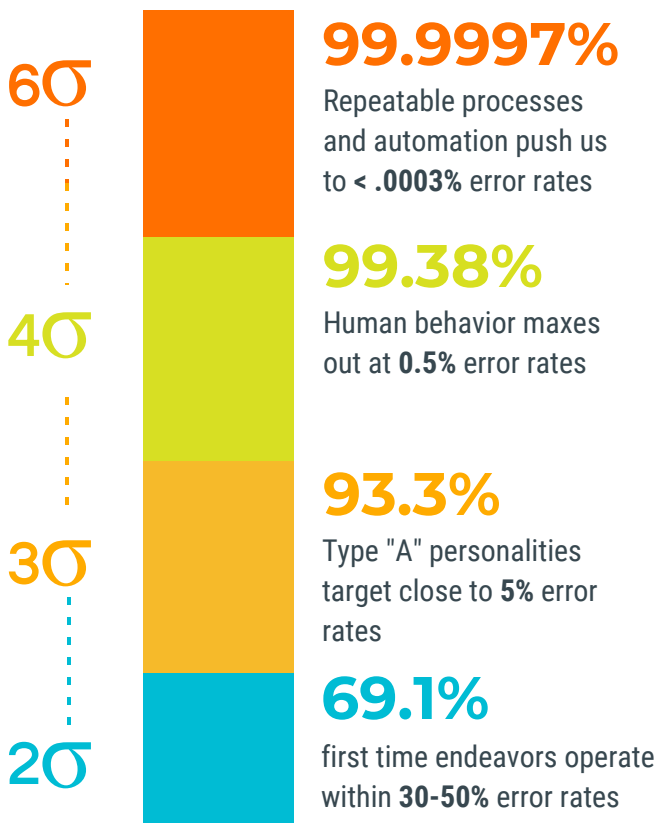 6σ
99.9997%
Repeatable processes
and automation push us
to < .0003% error rates
4σ
99.38%
Human behavior maxes
out at 0.5% error rates
3σ
93.3%
Type "A" personalities
target close to 5% error
rates
2σ
69.1%
first time endeavors operate
within 30-50% error rates